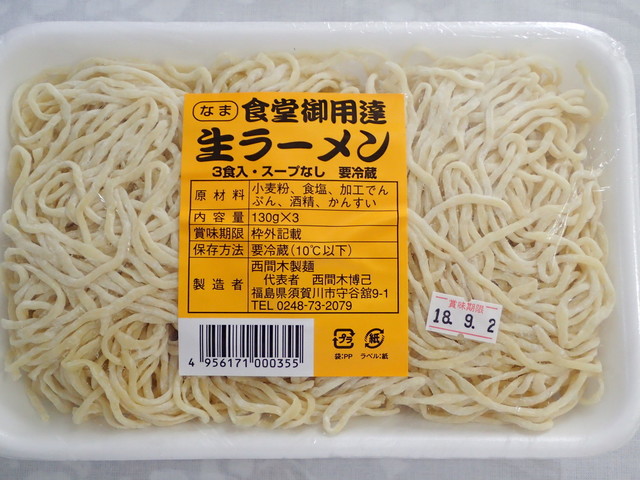 なま 食堂御用達
生ラーメン
3食入・スープなし 要冷蔵
原材料 小麦粉、食塩、加工でん
ぷん、酒精、かんすい
内容量 130g×3
賞味期限 枠外記載
保存方法 要冷蔵(10℃以下)
製造者 西間木製麺
代表者 西間木博己
福島県須賀川市守谷舘9-1
TEL 0248-73-2079
4 956171 000355
プラ 紙
袋:PP ラベル:紙
賞味期限
18. 9. 2